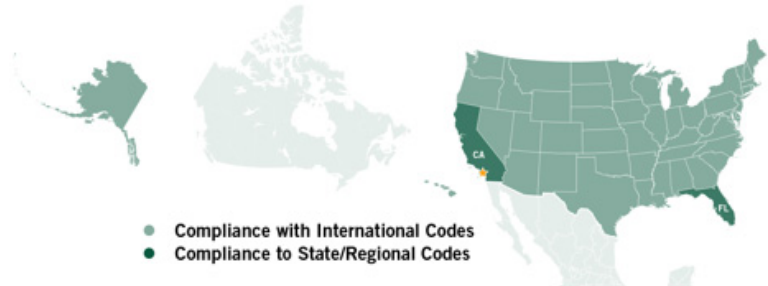 CA
FL
Compliance with International Codes
Compliance to State/Regional Codes